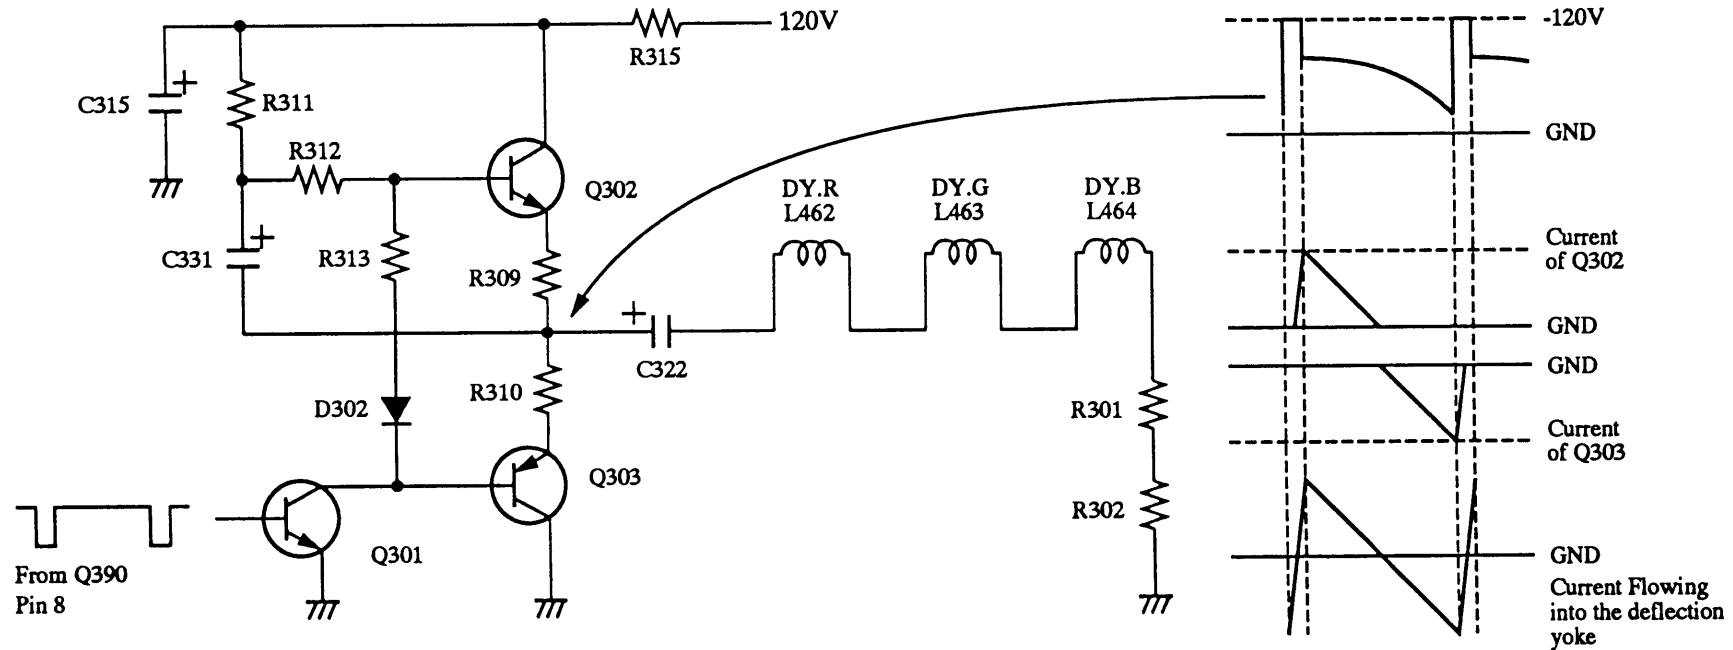 120V
R315
C315
+
R311
R312
Q302
C331
+
R313
R309
DY.R
L462
DY.G
L463
DY.B
L464
+
C322
R310
D302
R301
Q303
R302
Q301
From Q390
Pin 8
-120V
GND
Current
of Q302
GND
GND
Current
of Q303
GND
Current Flowing
into the deflection
yoke